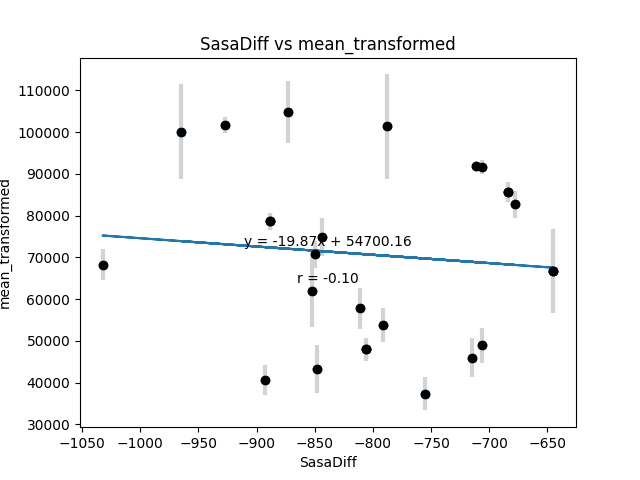 SasaDiff vs mean_transformed
mean_transformed
110000
100000
90000
80000
70000
60000
50000
40000
30000
y = -19.87x + 54700.16
r = -0.10
−1050 −1000 −950 −900 −850 −800 −750 −700 −650
SasaDiff